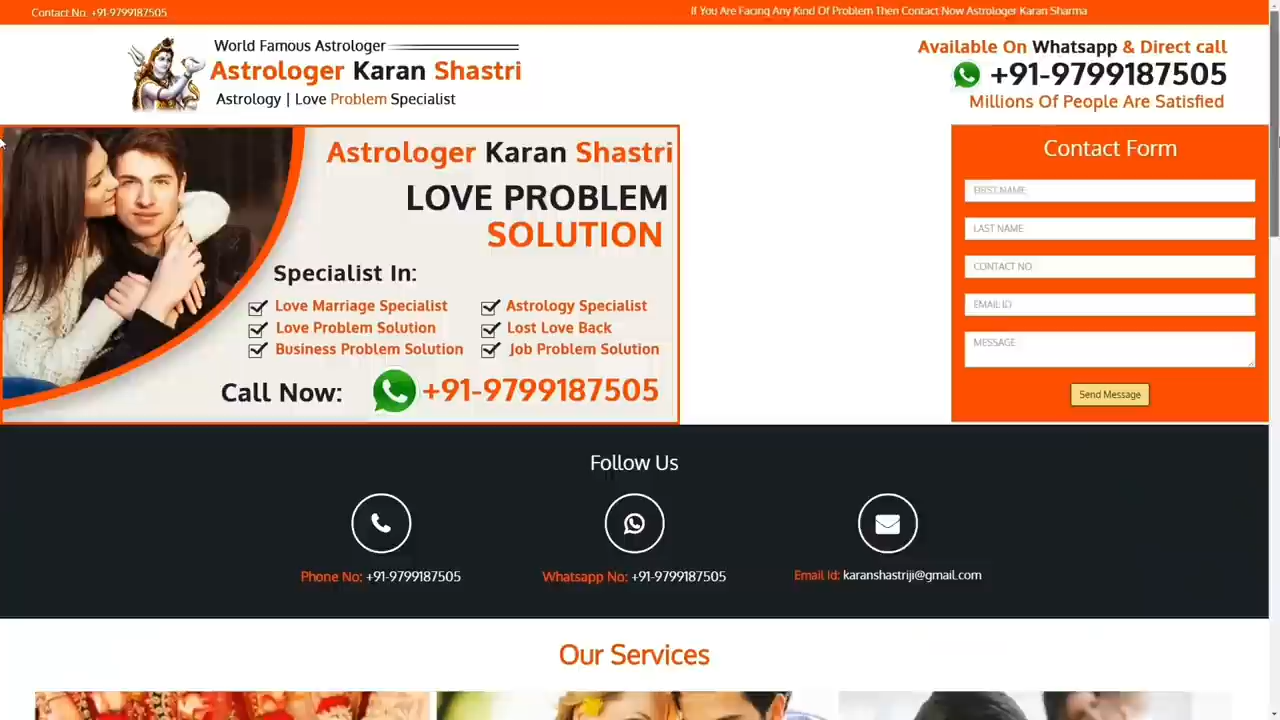 Contact No: +91-9799187505
If You Are Facing Any Kind Of Problem Then Contact Now Astrologer Karan Sharma
World Famous Astrologer
Astrologer Karan Shastri
Astrology | Love Problem Specialist
Available On Whatsapp & Direct call
+91-9799187505
Millions Of People Are Satisfied
Astrologer Karan Shastri
LOVE PROBLEM
SOLUTION
Specialist In:
Love Marriage Specialist
Astrology Specialist
Love Problem Solution
Lost Love Back
Business Problem Solution
Job Problem Solution
Call Now: +91-9799187505
Contact Form
FIRST NAME
LAST NAME
CONTACT NO
EMAIL ID
MESSAGE
Send Message
Follow Us
Phone No: +91-9799187505
Whatsapp No: +91-9799187505
Email Id: karanshastriji@gmail.com
Our Services